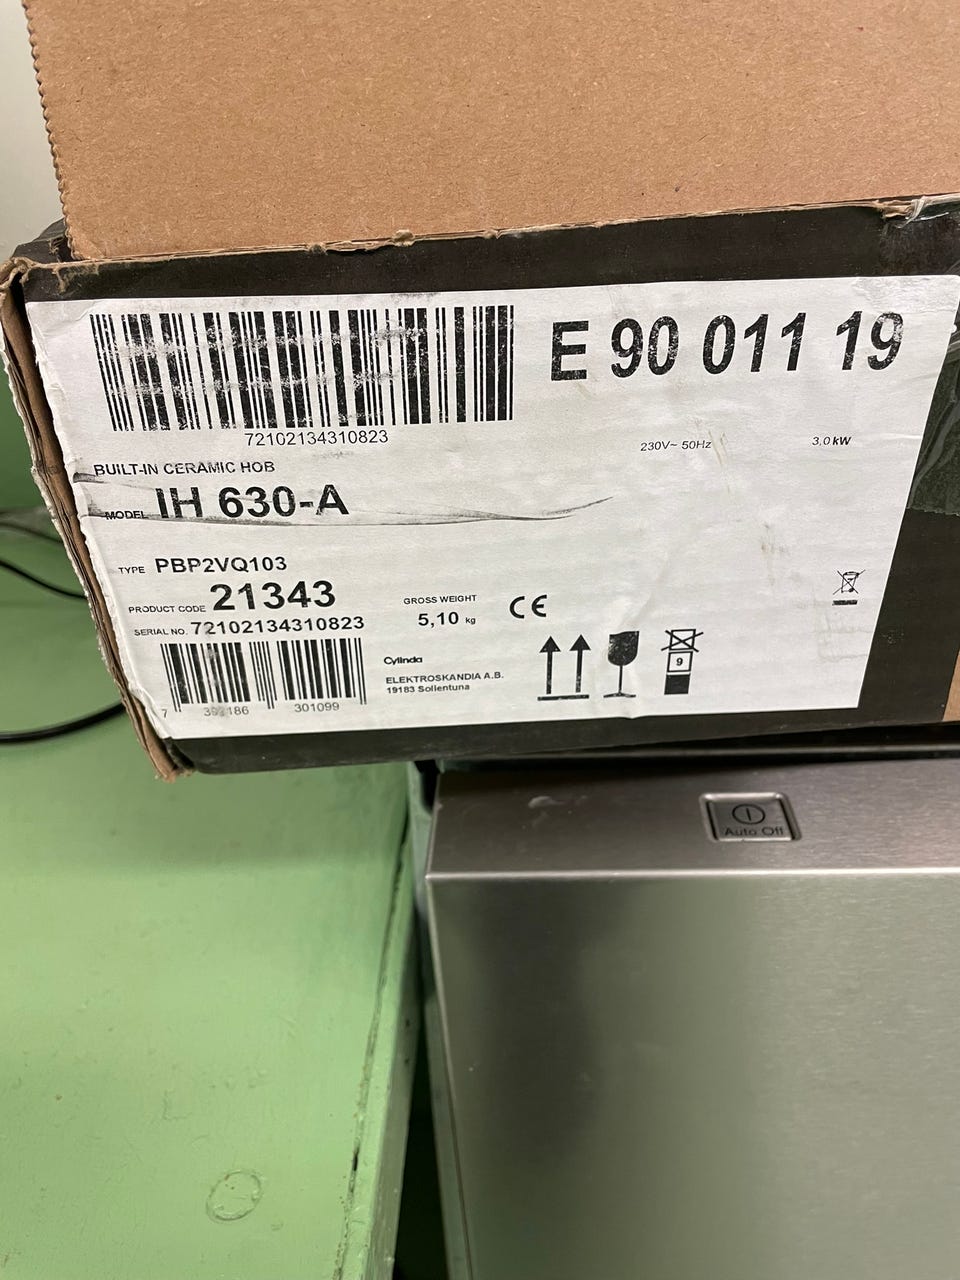 E 90 011 19
72102134310823
230V~ 50Hz
3,0 kW
BUILT-IN CERAMIC HOB
MODEL IH 630-A
TYPE PBP2VQ103
PRODUCT CODE 21343
GROSS WEIGHT
5,10 kg
CE
SERIAL NO. 72102134310823
Cylinda
ELEKTROSKANDIA A.B.
19183 Sollentuna
9
7
301099
Auto Off